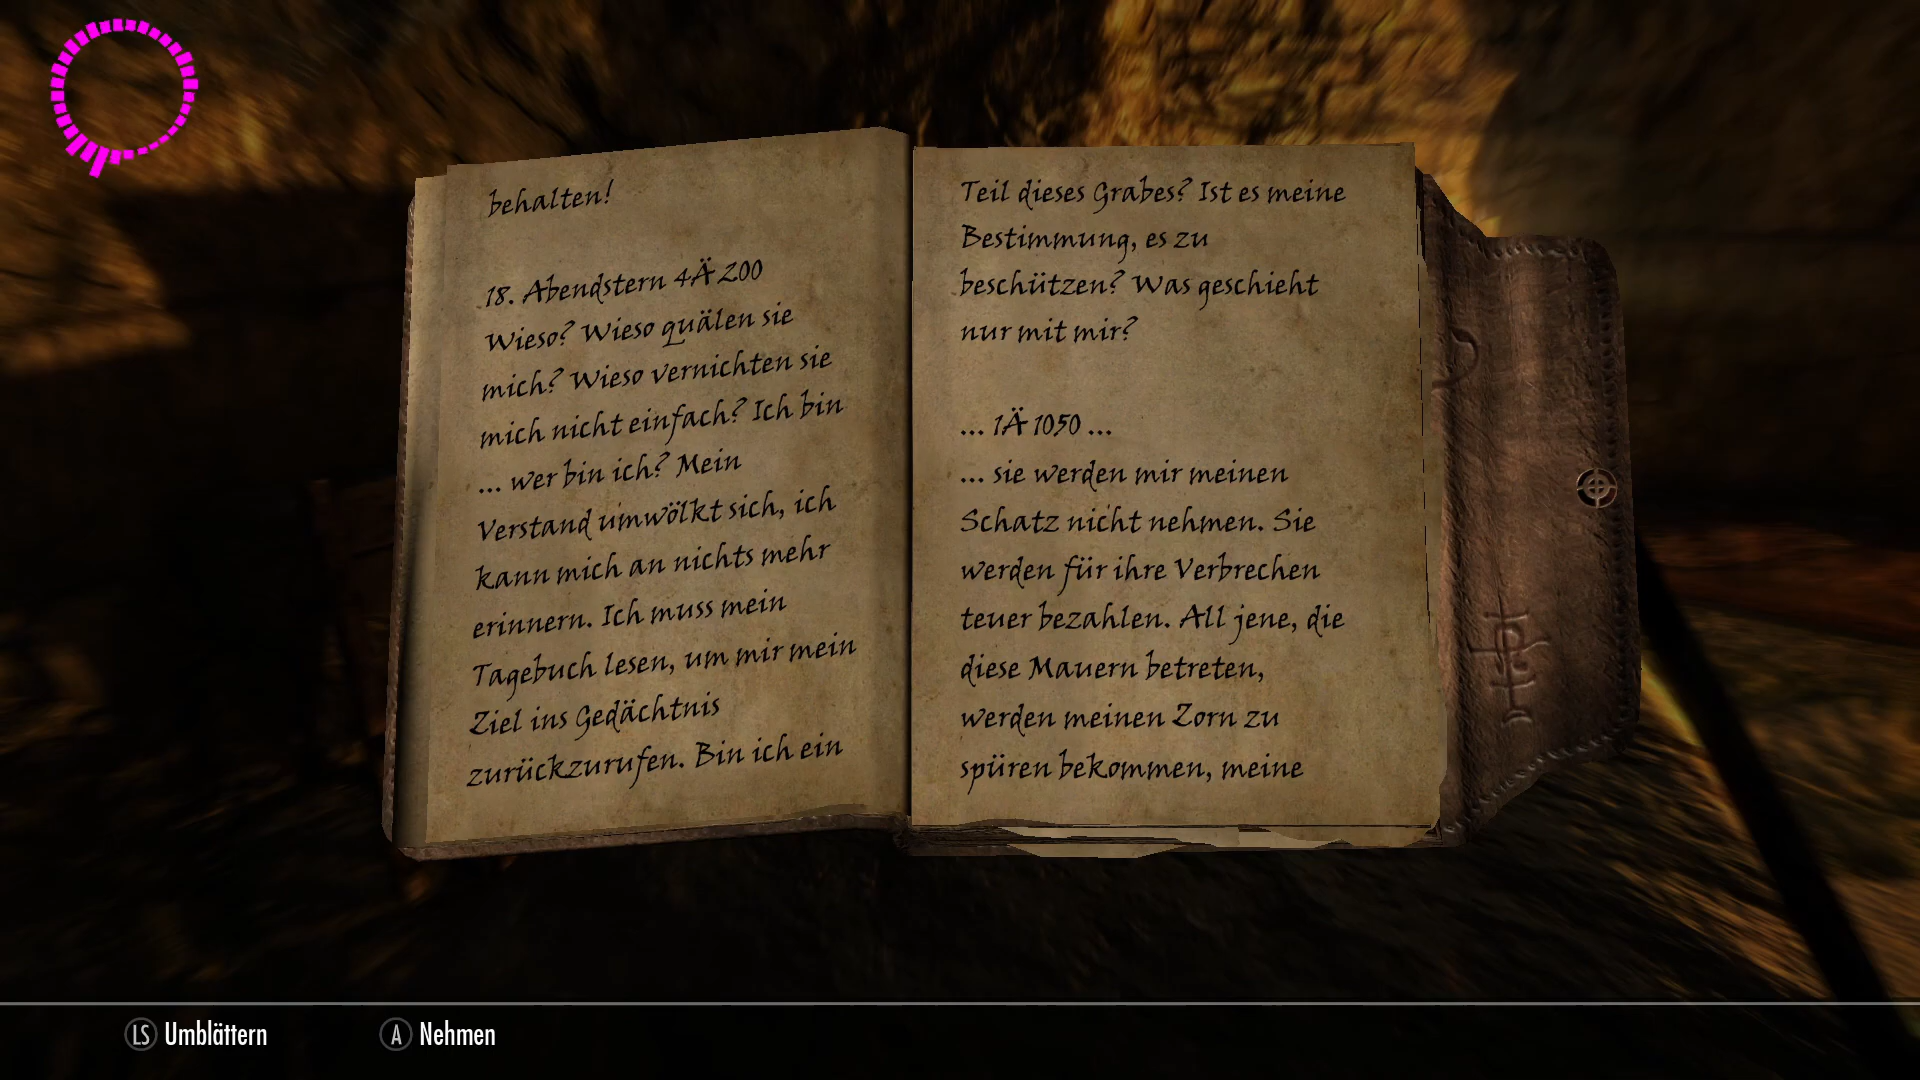 behalten!
18. Abendstern 4Ä 200
Wieso? Wieso quälen sie
mich? Wieso vernichten sie
mich nicht einfach? Ich bin
... wer bin ich? Mein
Verstand umwölkt sich, ich
kann mich an nichts mehr
erinnern. Ich muss mein
Tagebuch lesen, um mir mein
Ziel ins Gedächtnis
zurückzurufen. Bin ich ein
Teil dieses Grabes? Ist es meine
Bestimmung, es zu
beschützen? Was geschieht
nur mit mir?
... 1Ä 1050 ...
... sie werden mir meinen
Schatz nicht nehmen. Sie
werden für ihre Verbrechen
teuer bezahlen. All jene, die
diese Mauern betreten,
werden meinen Zorn zu
spüren bekommen, meine
LS Umblättern
A Nehmen